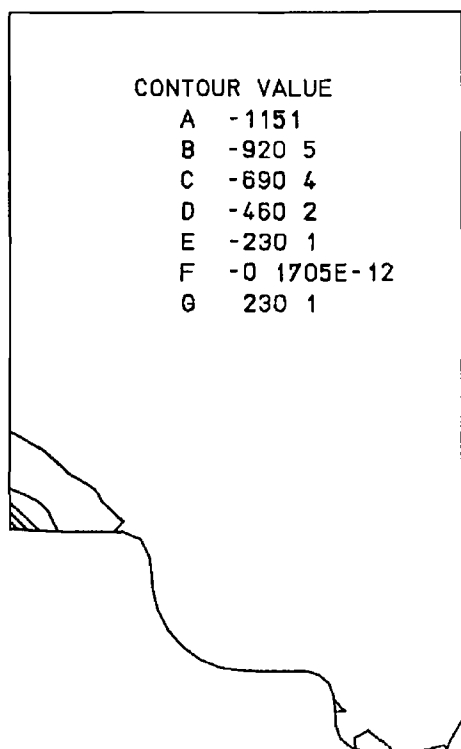 CONTOUR VALUE
A -1151
B -920 5
C -690 4
D -460 2
E -230 1
F -0 1705E-12
G 230 1